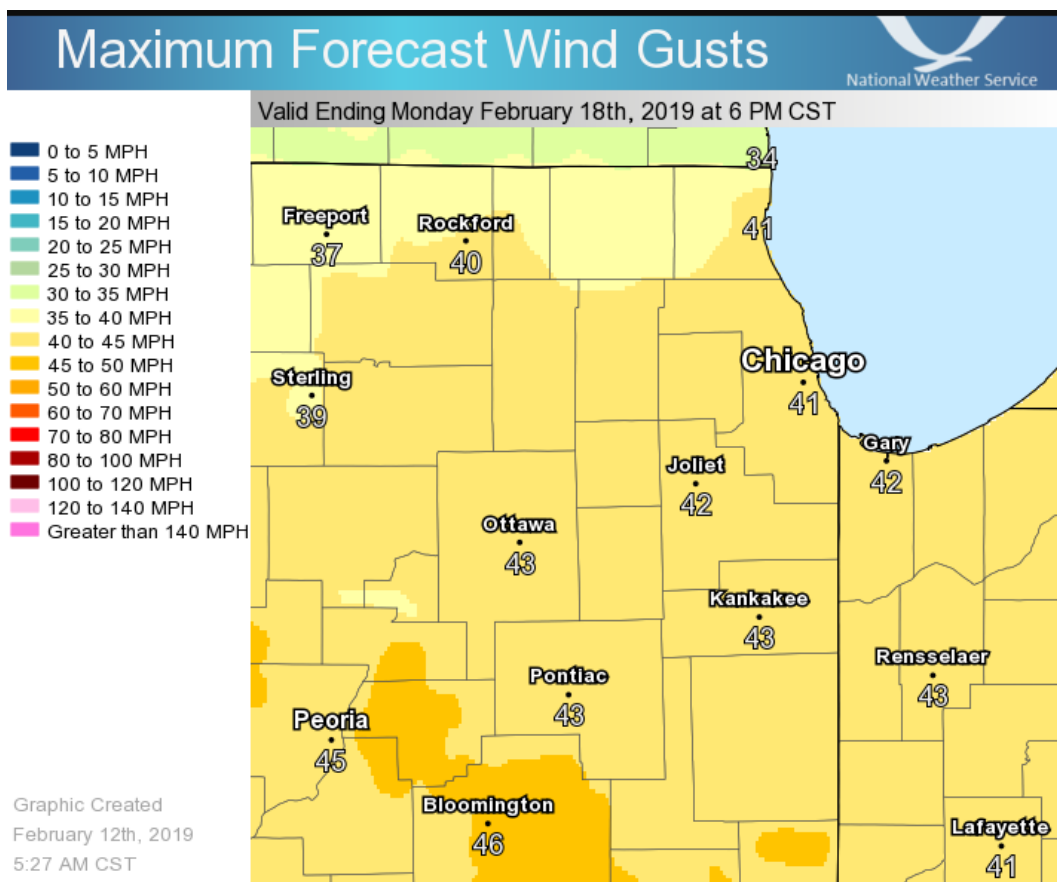 Maximum Forecast Wind Gusts
National Weather Service
Valid Ending Monday February 18th, 2019 at 6 PM CST
0 to 5 MPH
5 to 10 MPH
10 to 15 MPH
15 to 20 MPH
20 to 25 MPH
25 to 30 MPH
30 to 35 MPH
35 to 40 MPH
40 to 45 MPH
45 to 50 MPH
50 to 60 MPH
60 to 70 MPH
70 to 80 MPH
80 to 100 MPH
100 to 120 MPH
120 to 140 MPH
Greater than 140 MPH
34
Freeport
37
Rockford
40
41
Chicago
41
Sterling
39
Gary
42
Joliet
42
Ottawa
43
Kankakee
43
Rensselaer
43
Pontiac
43
Peoria
45
Bloomington
46
Lafayette
41
Graphic Created
February 12th, 2019
5:27 AM CST